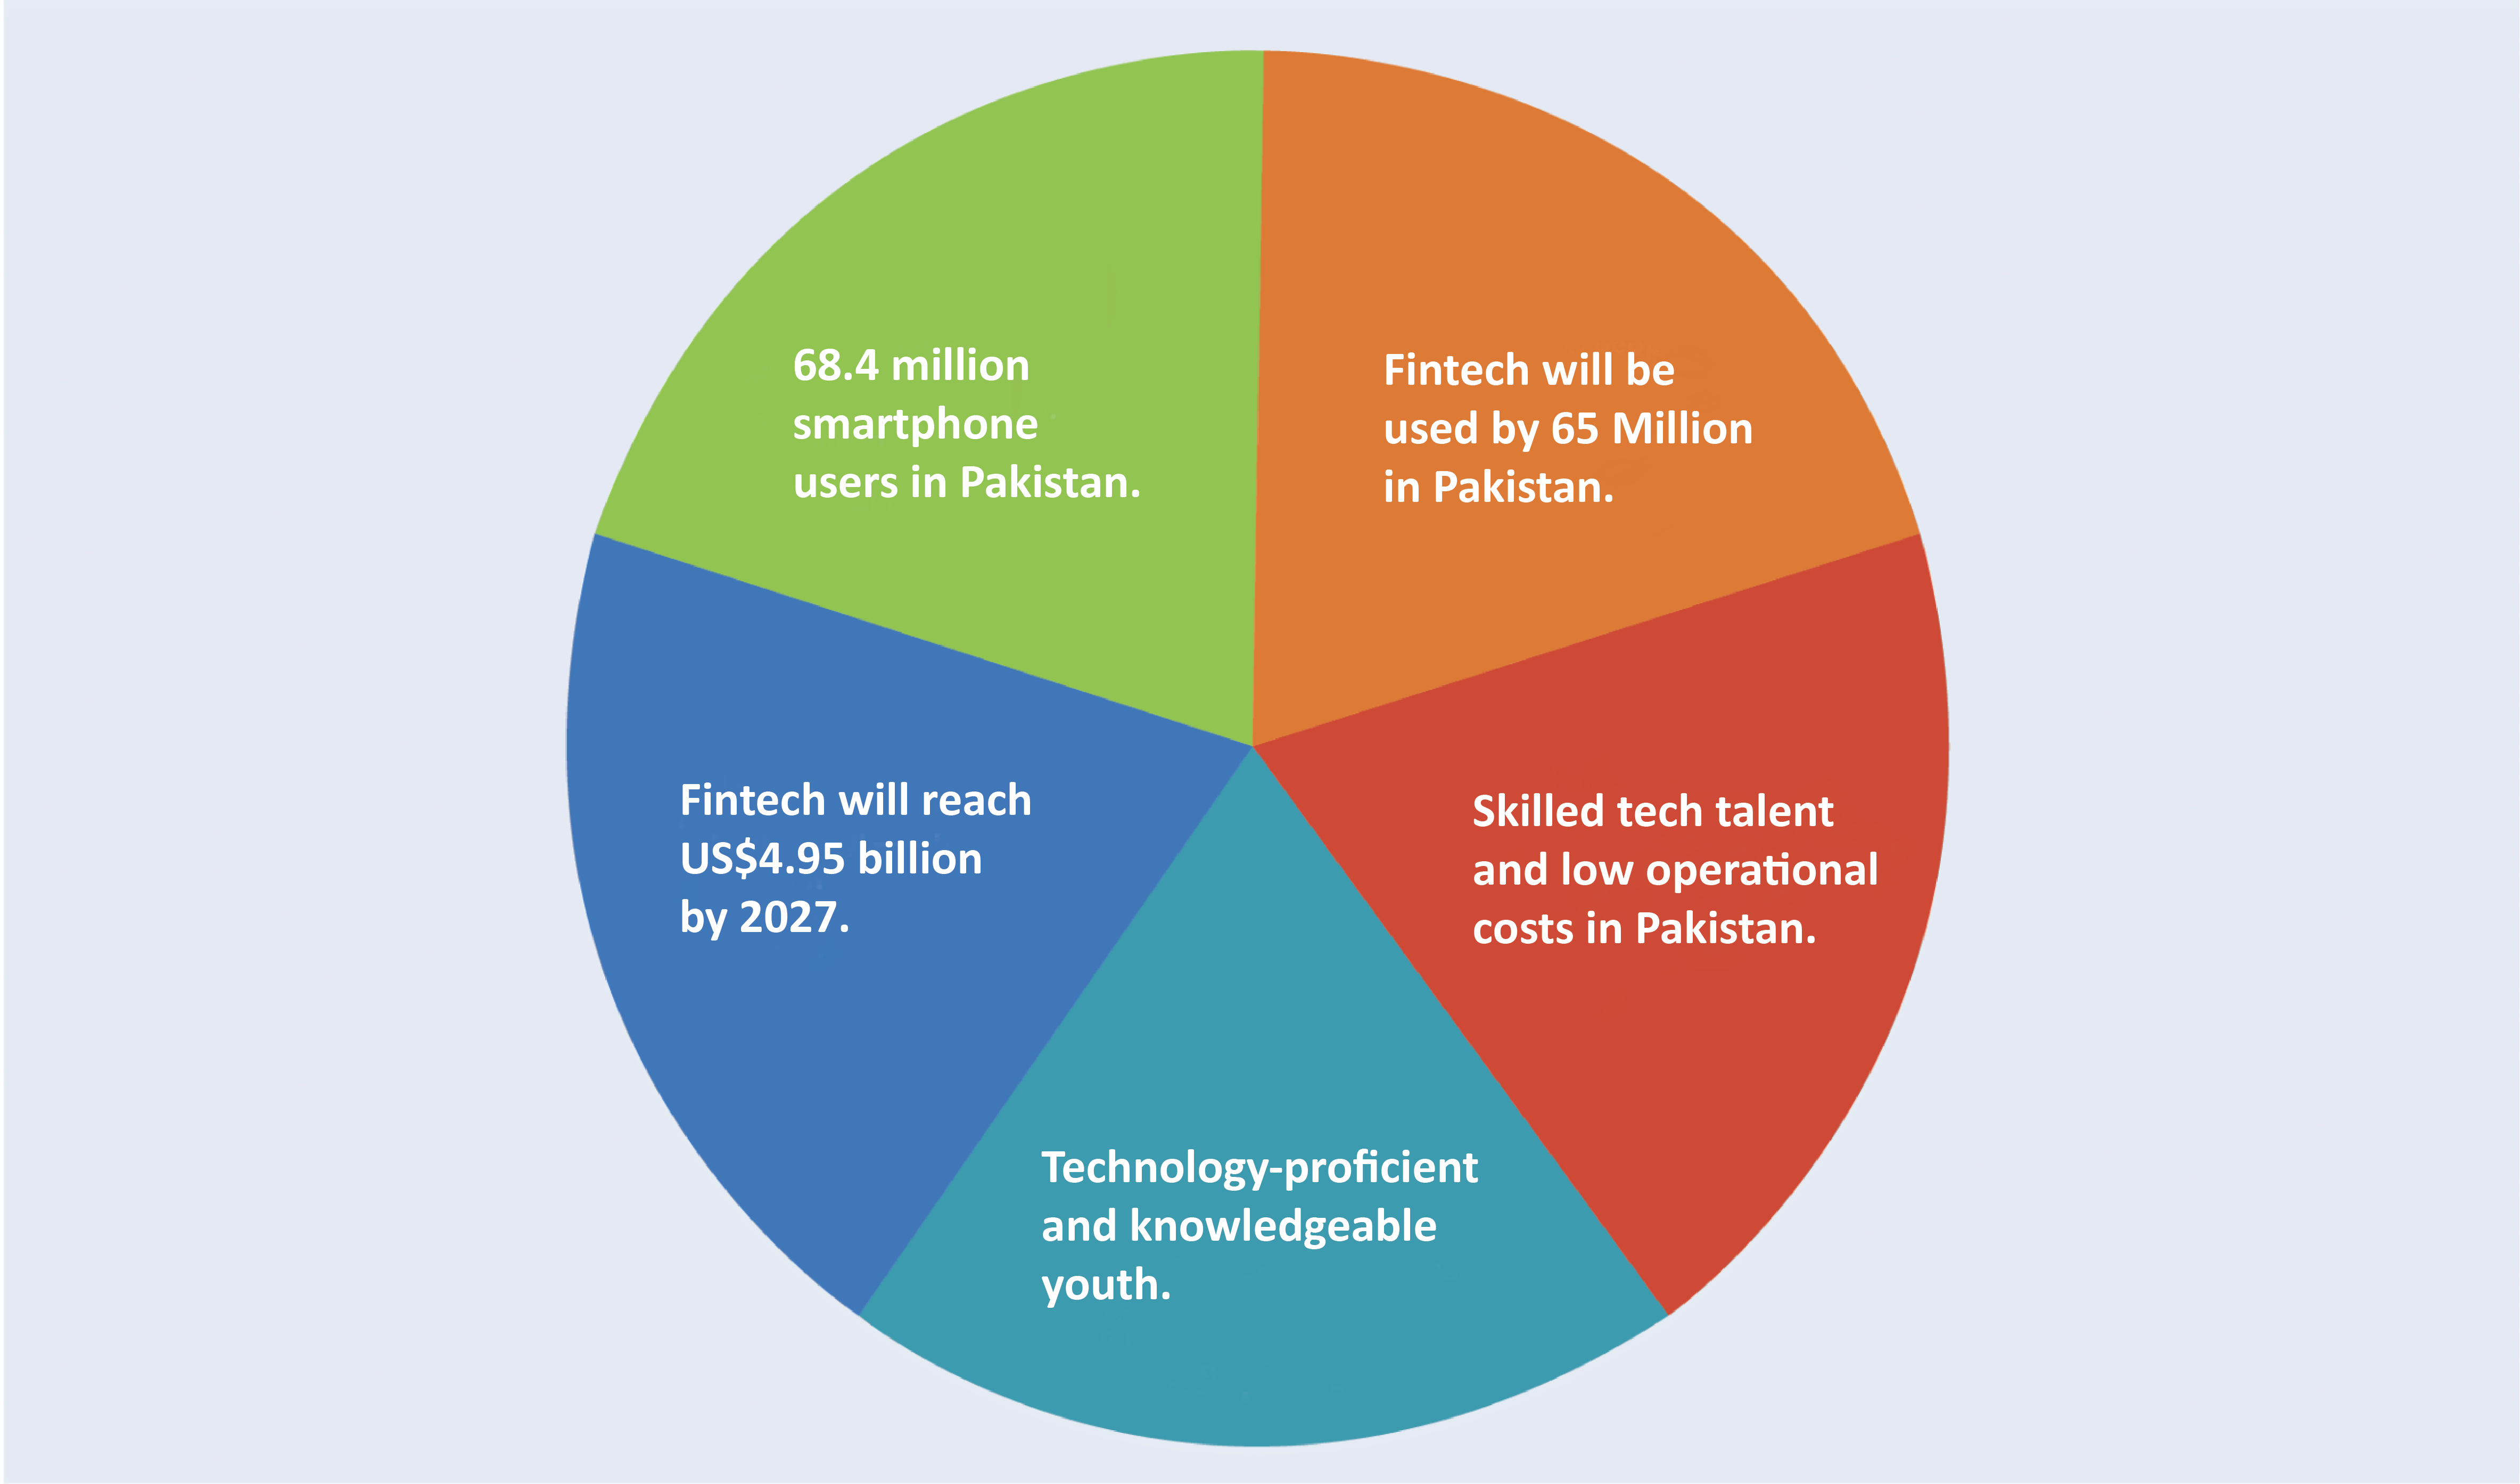 68.4 million
smartphone
users in Pakistan.
Fintech will be
used by 65 Million
in Pakistan.
Fintech will reach
US$4.95 billion
by 2027.
Skilled tech talent
and low operational
costs in Pakistan.
Technology-proficient
and knowledgeable
youth.